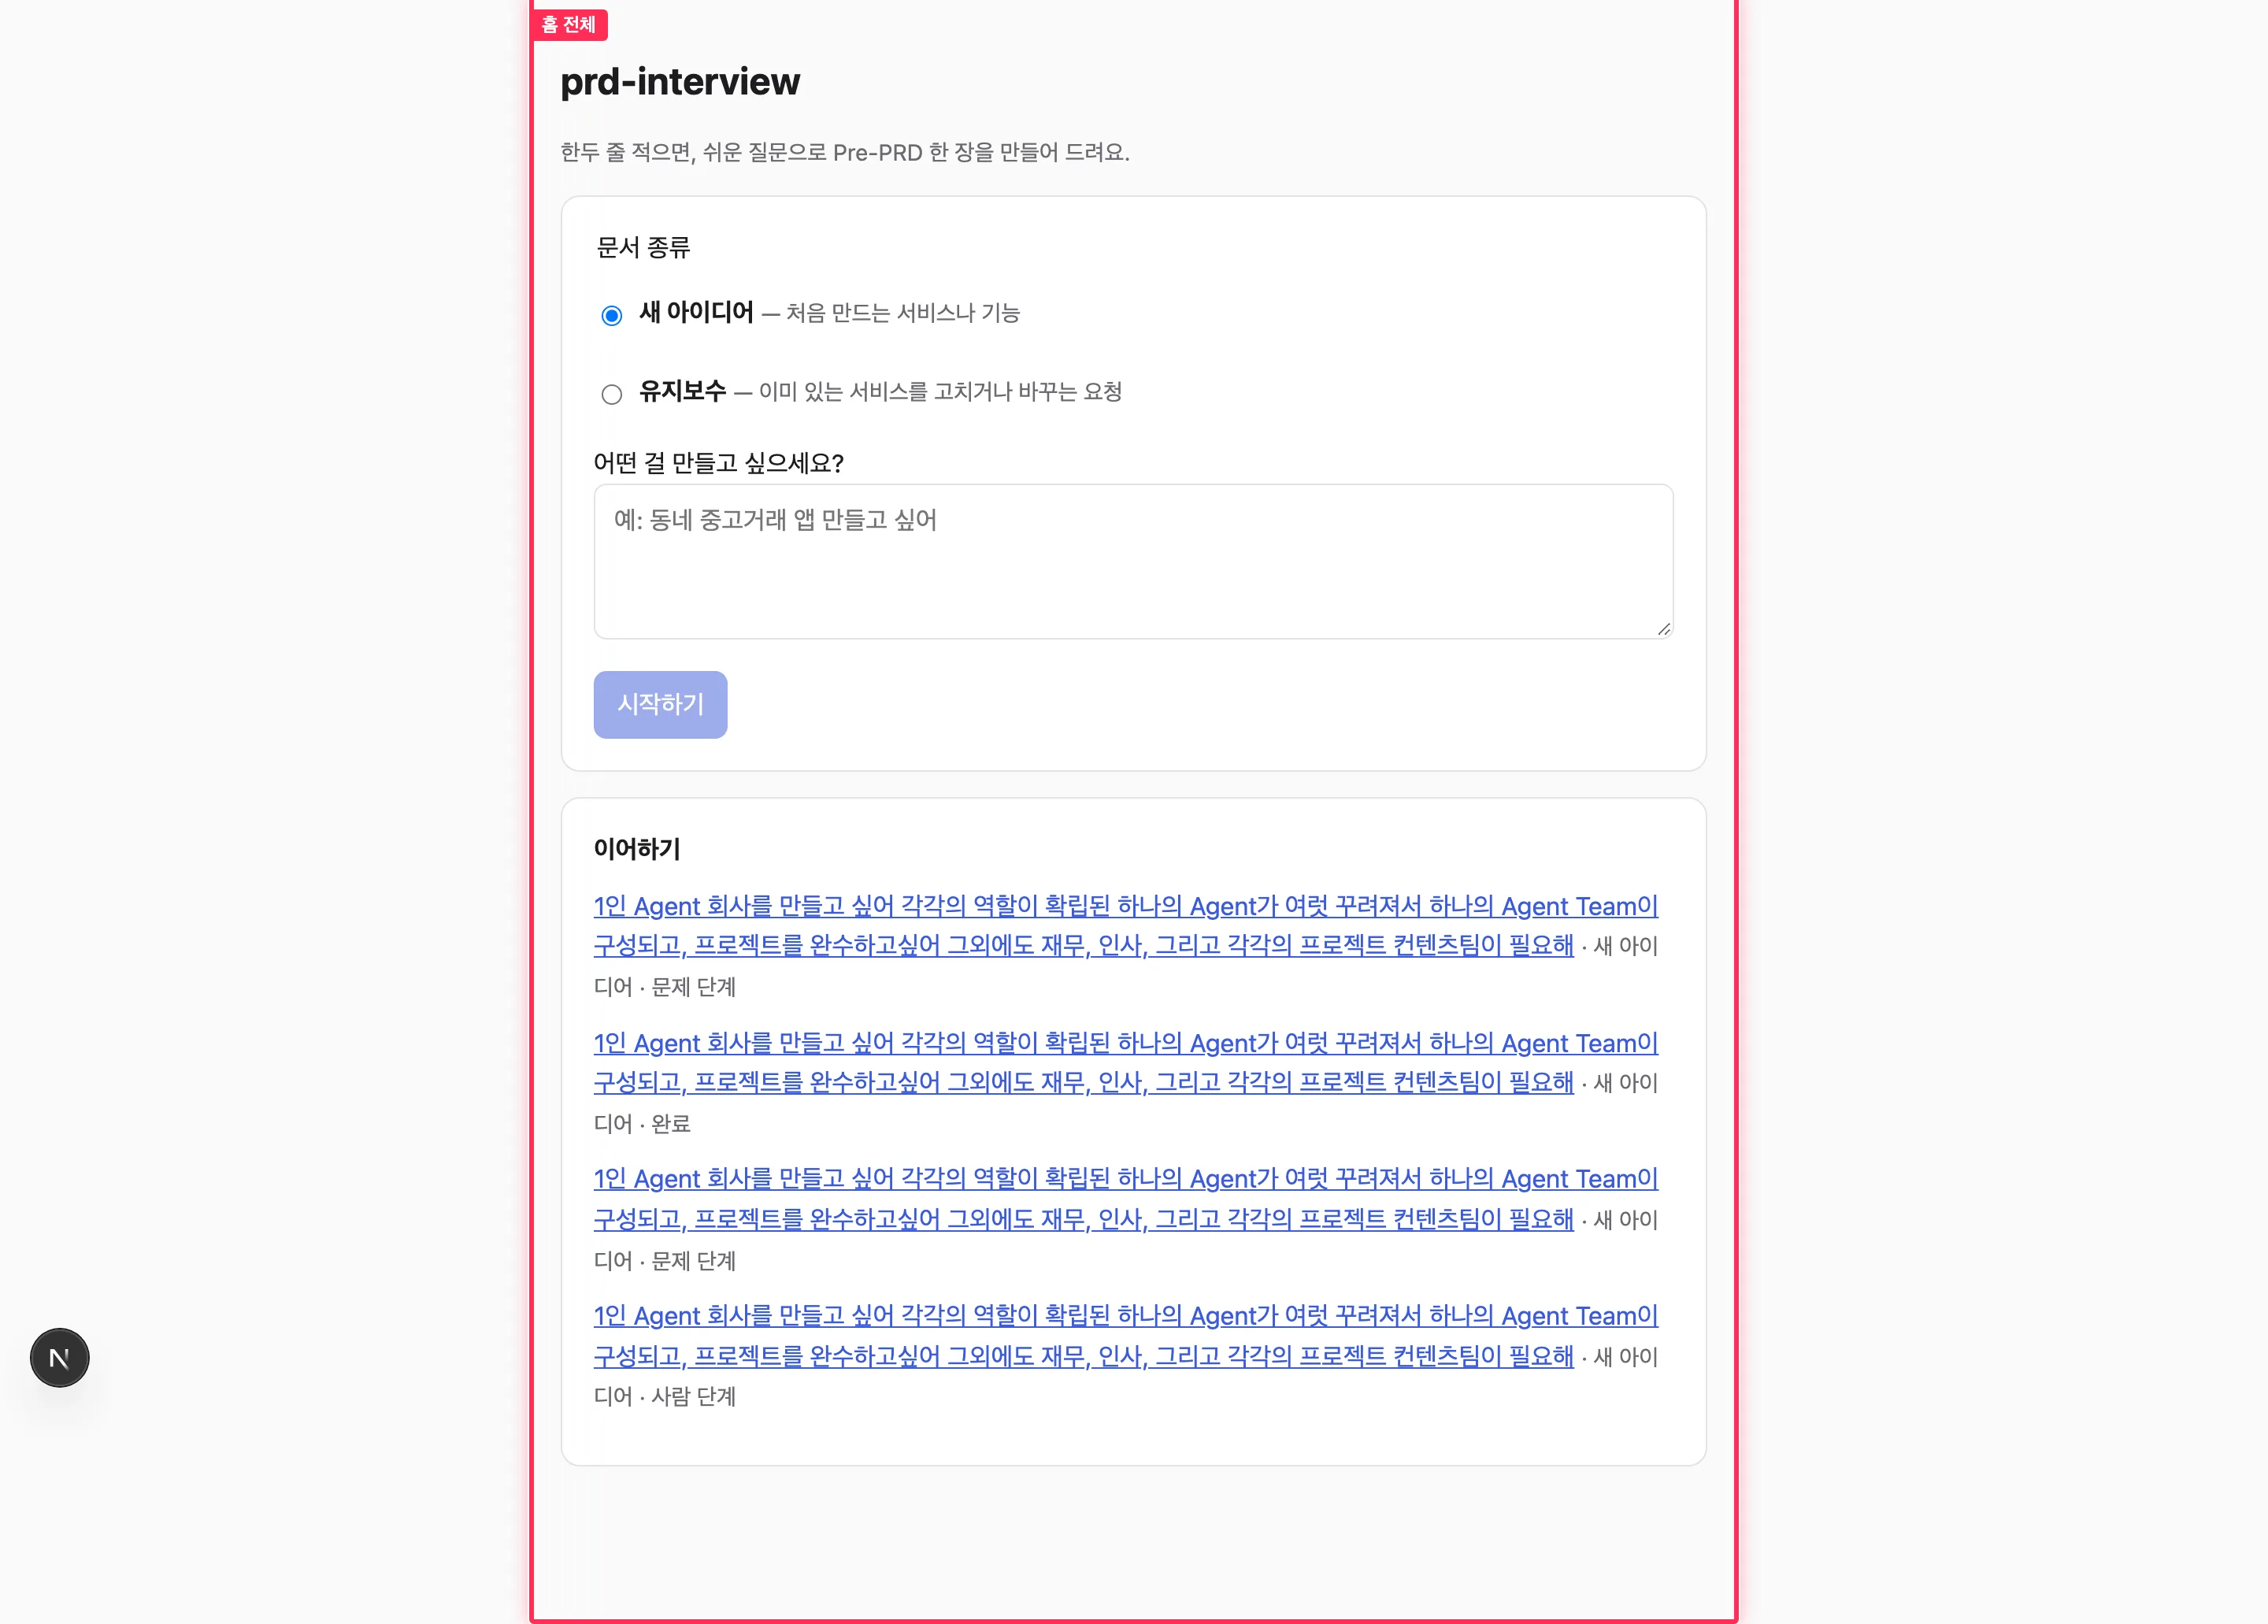 홈 전체
prd-interview
한두 줄 적으면, 쉬운 질문으로 Pre-PRD 한 장을 만들어 드려요.
문서 종류
새 아이디어 — 처음 만드는 서비스나 기능
유지보수 — 이미 있는 서비스를 고치거나 바꾸는 요청
어떤 걸 만들고 싶으세요?
예: 동네 중고거래 앱 만들고 싶어
시작하기
이어하기
1인 Agent 회사를 만들고 싶어 각각의 역할이 확립된 하나의 Agent가 여럿 꾸려져서 하나의 Agent Team이
구성되고, 프로젝트를 완수하고싶어 그외에도 재무, 인사, 그리고 각각의 프로젝트 컨텐츠팀이 필요해 · 새 아이
디어 · 문제 단계
1인 Agent 회사를 만들고 싶어 각각의 역할이 확립된 하나의 Agent가 여럿 꾸려져서 하나의 Agent Team이
구성되고, 프로젝트를 완수하고싶어 그외에도 재무, 인사, 그리고 각각의 프로젝트 컨텐츠팀이 필요해 · 새 아이
디어 · 완료
1인 Agent 회사를 만들고 싶어 각각의 역할이 확립된 하나의 Agent가 여럿 꾸려져서 하나의 Agent Team이
구성되고, 프로젝트를 완수하고싶어 그외에도 재무, 인사, 그리고 각각의 프로젝트 컨텐츠팀이 필요해 · 새 아이
디어 · 문제 단계
1인 Agent 회사를 만들고 싶어 각각의 역할이 확립된 하나의 Agent가 여럿 꾸려져서 하나의 Agent Team이
구성되고, 프로젝트를 완수하고싶어 그외에도 재무, 인사, 그리고 각각의 프로젝트 컨텐츠팀이 필요해 · 새 아이
디어 · 사람 단계
N